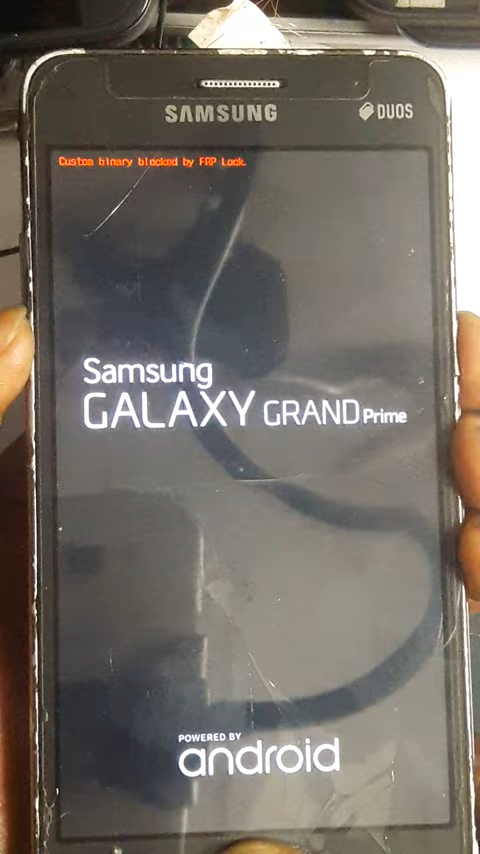 SAMSUNG
DUOS
Custom binary blocked by FRP Lock.
Samsung
GALAXY GRAND Prime
POWERED BY
android